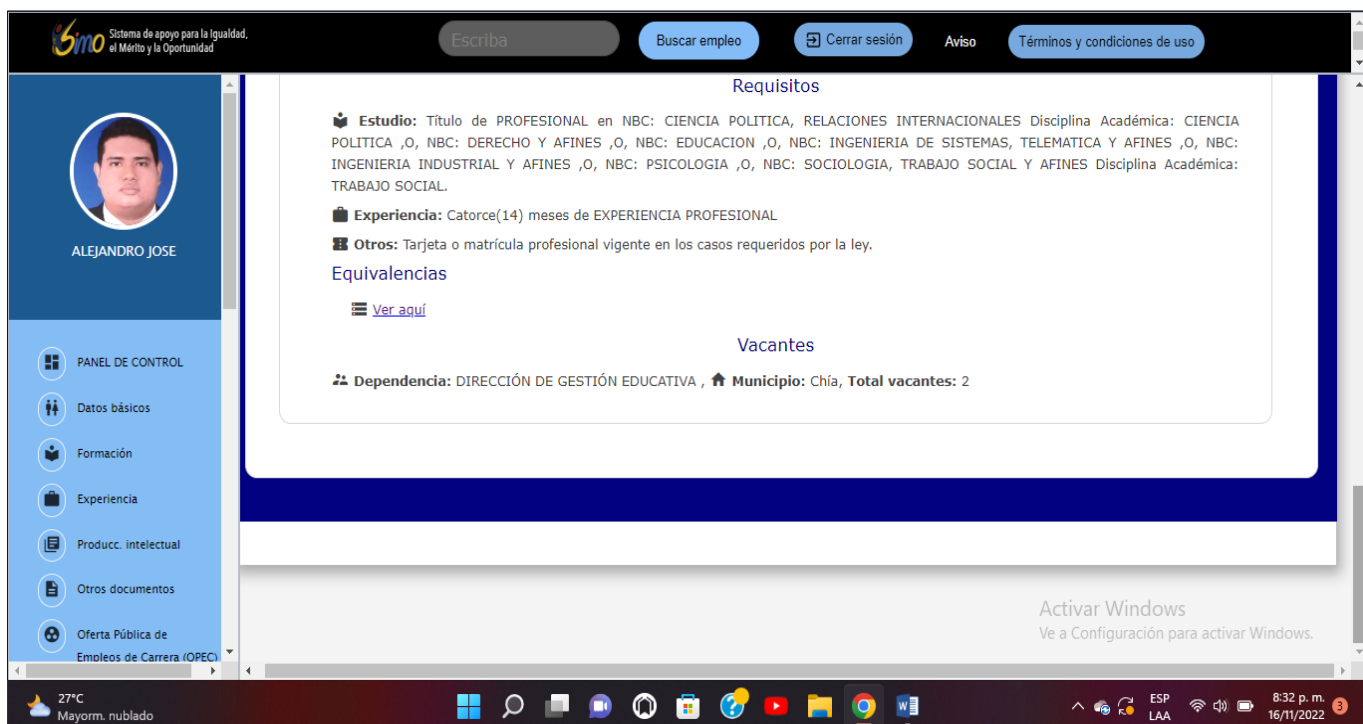 Simo Sistema de apoyo para la Igualdad,
el Mérito y la Oportunidad
Escriba
Buscar empleo
Cerrar sesión
Aviso
Términos y condiciones de uso
ALEJANDRO JOSE
PANEL DE CONTROL
Datos básicos
Formación
Experiencia
Producc. intelectual
Otros documentos
Oferta Pública de
Empleos de Carrera (OPEC)
Requisitos
Estudio: Título de PROFESIONAL en NBC: CIENCIA POLITICA, RELACIONES INTERNACIONALES Disciplina Académica: CIENCIA
POLITICA ,O, NBC: DERECHO Y AFINES ,O, NBC: EDUCACION ,O, NBC: INGENIERIA DE SISTEMAS, TELEMATICA Y AFINES ,O, NBC:
INGENIERIA INDUSTRIAL Y AFINES ,O, NBC: PSICOLOGIA ,O, NBC: SOCIOLOGIA, TRABAJO SOCIAL Y AFINES Disciplina Académica:
TRABAJO SOCIAL.
Experiencia: Catorce(14) meses de EXPERIENCIA PROFESIONAL
Otros: Tarjeta o matrícula profesional vigente en los casos requeridos por la ley.
Equivalencias
Ver aquí
Vacantes
Dependencia: DIRECCIÓN DE GESTIÓN EDUCATIVA , Municipio: Chía, Total vacantes: 2
Activar Windows
Ve a Configuración para activar Windows.
27°C
Mayorm. nublado
ESP
LAA
8:32 p. m.
16/11/2022
3